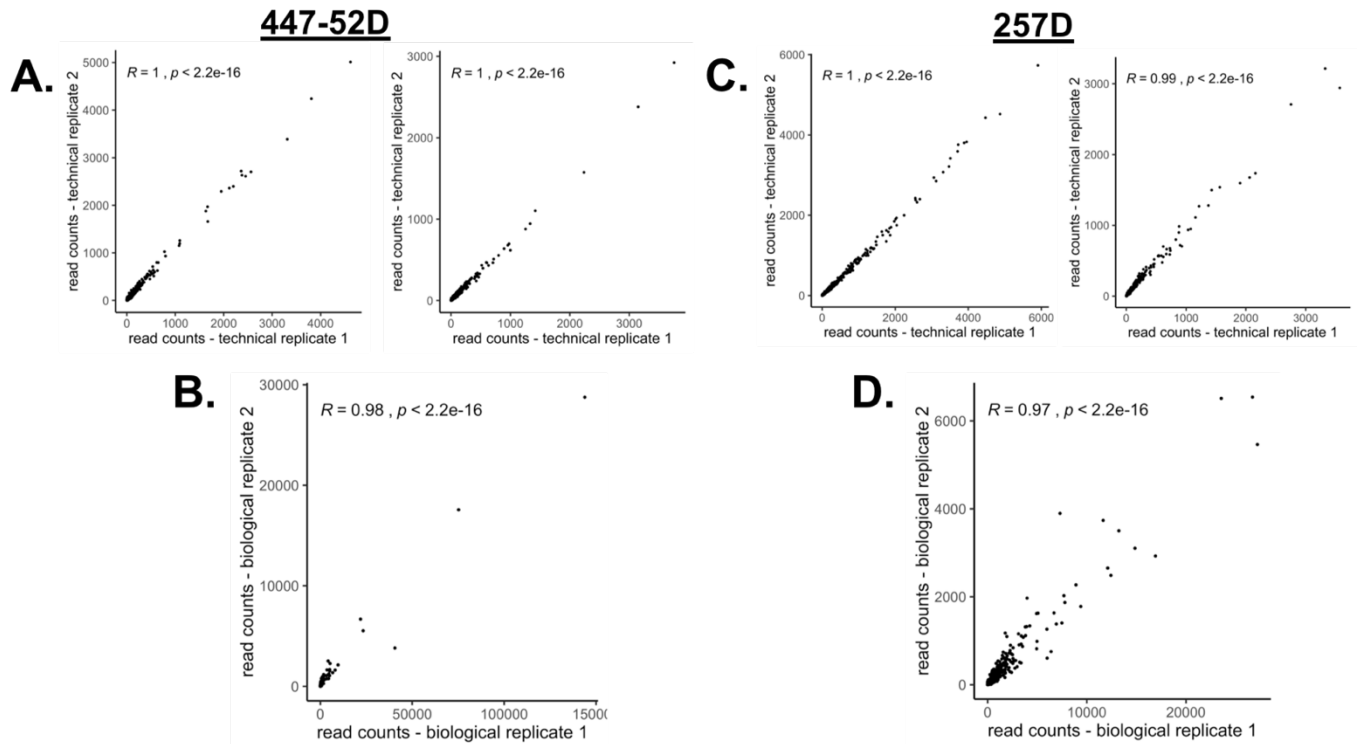 447-52D
257D
A.
R = 1 , p < 2.2e-16
read counts - technical replicate 2
5000
4000
3000
2000
1000
0
0 1000 2000 3000 4000
read counts - technical replicate 1
R = 1 , p < 2.2e-16
read counts - technical replicate 2
3000
2000
1000
0
0 1000 2000 3000
read counts - technical replicate 1
C.
R = 1 , p < 2.2e-16
read counts - technical replicate 2
6000
4000
2000
0
0 2000 4000 6000
read counts - technical replicate 1
R = 0.99 , p < 2.2e-16
read counts - technical replicate 2
3000
2000
1000
0
0 1000 2000 3000
read counts - technical replicate 1
B.
R = 0.98 , p < 2.2e-16
read counts - biological replicate 2
30000
20000
10000
0
0 50000 100000 15000
read counts - biological replicate 1
D.
R = 0.97 , p < 2.2e-16
read counts - biological replicate 2
6000
4000
2000
0
0 10000 20000
read counts - biological replicate 1